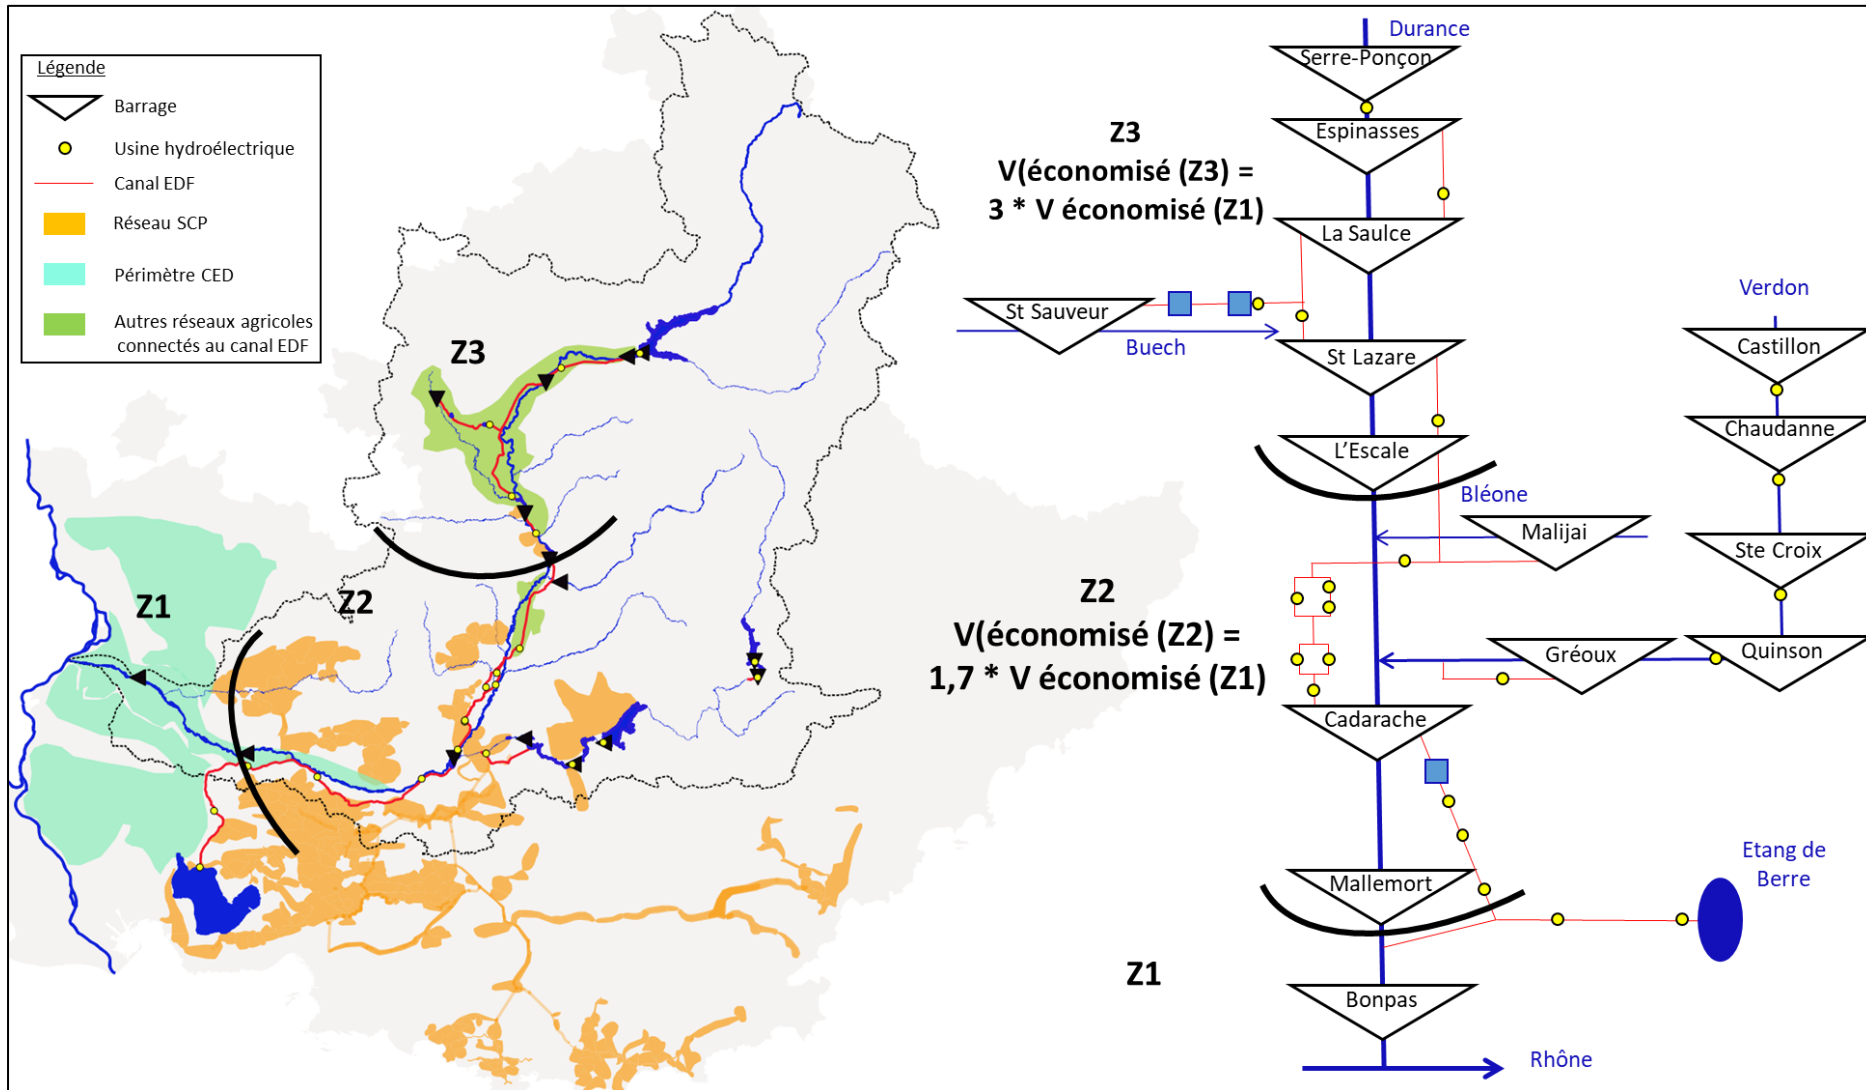 Légende
Barrage
Usine hydroélectrique
Canal EDF
Réseau SCP
Périmètre CED
Autres réseaux agricoles
connectés au canal EDF
Z3
Z2
Z1
Z3
V(économisé (Z3) =
3 * V économisé (Z1)
Z2
V(économisé (Z2) =
1,7 * V économisé (Z1)
Z1
Durance
Serre-Ponçon
Espinasses
La Saulce
St Sauveur
Buech
St Lazare
L'Escale
Bléone
Malijai
Verdon
Castillon
Chaudanne
Ste Croix
Quinson
Gréoux
Cadarache
Mallemort
Etang de
Berre
Bonpas
Rhône